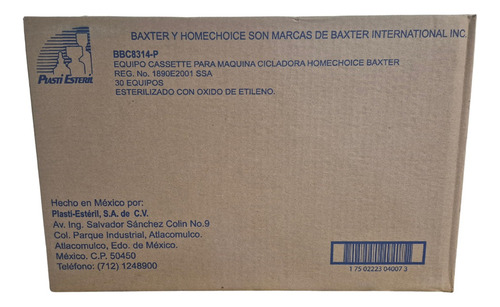 BAXTER Y HOMECHOICE SON MARCAS DE BAXTER INTERNATIONAL INC.
BBC8314-P
EQUIPO CASSETTE PARA MAQUINA CICLADORA HOMECHOICE BAXTER
REG. No. 1890E2001 SSA
30 EQUIPOS
ESTERILIZADO CON OXIDO DE ETILENO.
PLASTI ESTERIL
Hecho en México por:
Plasti-Estéril, S.A. de C.V.
Av. Ing. Salvador Sánchez Colin No.9
Col. Parque Industrial, Atlacomulco,
Atlacomulco, Edo. de México.
México. C.P. 50450
Teléfono: (712) 1248900
1 75 02223 04007 3